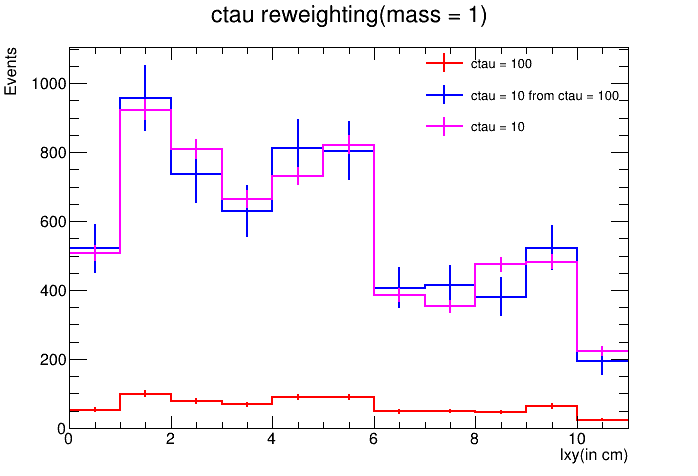 ctau reweighting(mass = 1)
Events
1000
800
600
400
200
0
ctau = 100
ctau = 10 from ctau = 100
ctau = 10
0 2 4 6 8 10
lxy(in cm)